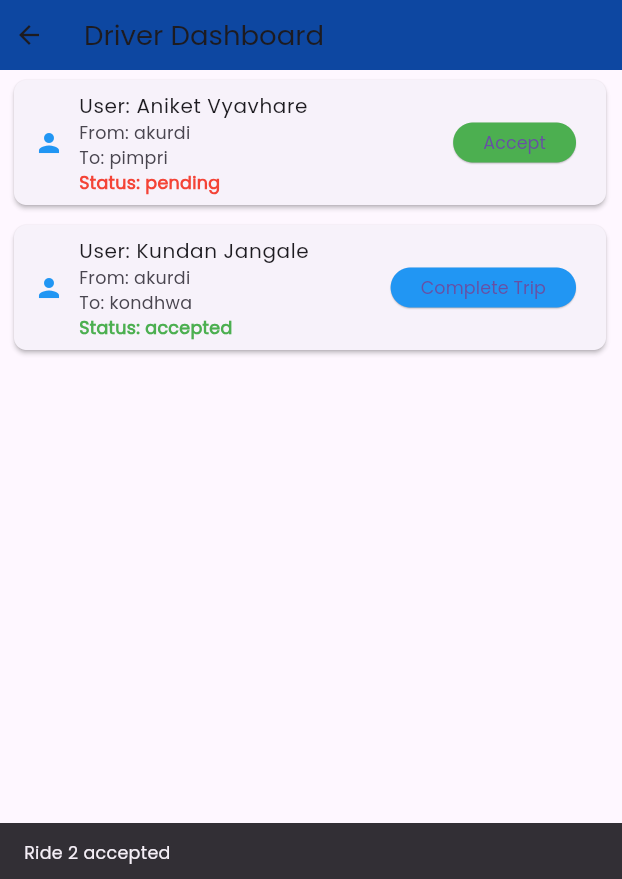 Driver Dashboard
User: Aniket Vyavhare
From: akurdi
To: pimpri
Status: pending
Accept
User: Kundan Jangale
From: akurdi
To: kondhwa
Status: accepted
Complete Trip
Ride 2 accepted